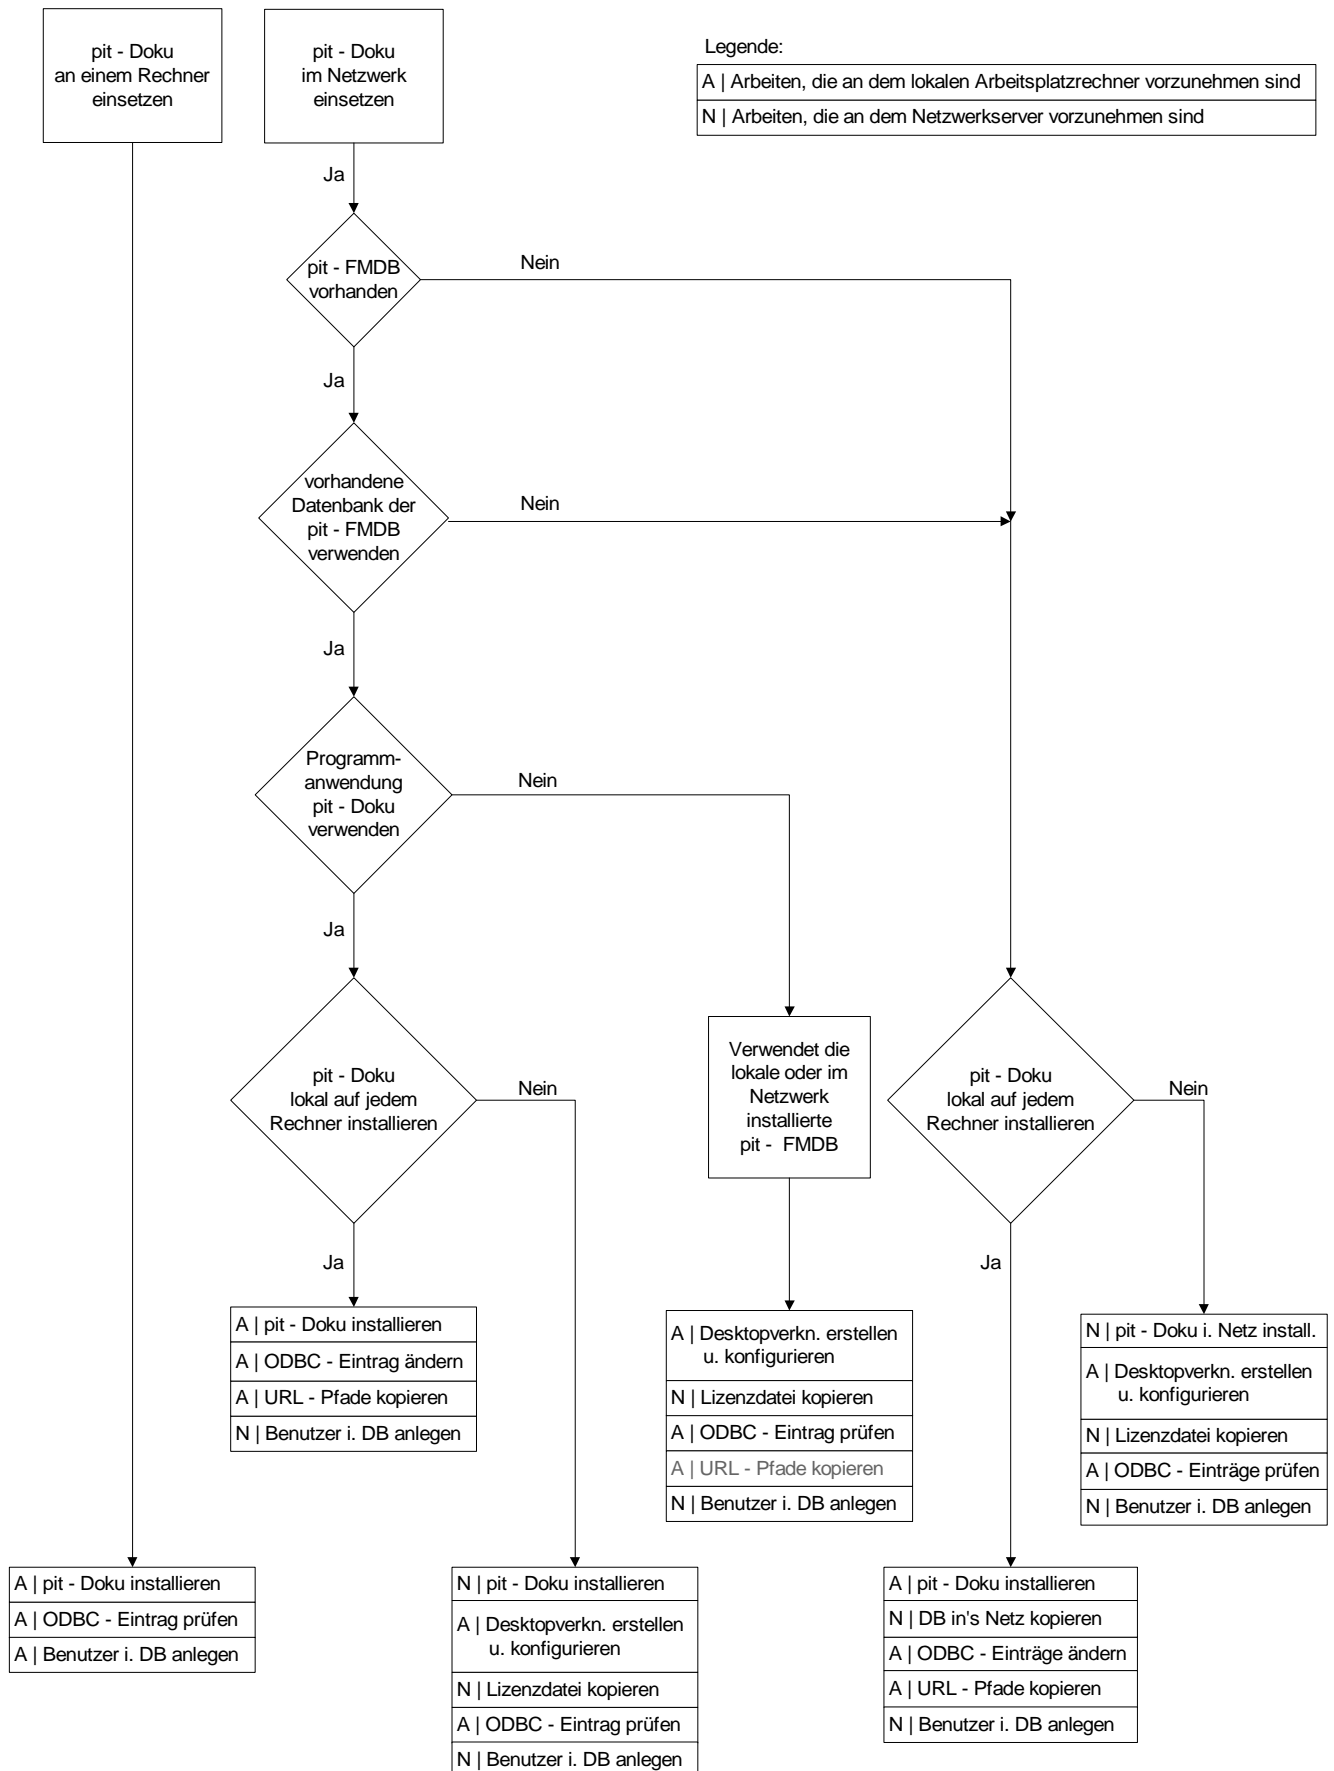 pit - Doku
an einem Rechner
einsetzen
pit - Doku
im Netzwerk
einsetzen
Legende:
A | Arbeiten, die an dem lokalen Arbeitsplatzrechner vorzunehmen sind
N | Arbeiten, die an dem Netzwerkserver vorzunehmen sind
Ja
pit - FMDB
vorhanden
Nein
Ja
vorhandene
Datenbank der
pit - FMDB
verwenden
Nein
Ja
Programm-
anwendung
pit - Doku
verwenden
Nein
Ja
pit - Doku
lokal auf jedem
Rechner installieren
Nein
Verwendet die
lokale oder im
Netzwerk
installierte
pit - FMDB
pit - Doku
lokal auf jedem
Rechner installieren
Nein
Ja
Ja
A | pit - Doku installieren
A | ODBC - Eintrag ändern
A | URL - Pfade kopieren
N | Benutzer i. DB anlegen
A | Desktopverkn. erstellen
u. konfigurieren
N | Lizenzdatei kopieren
A | ODBC - Eintrag prüfen
A | URL - Pfade kopieren
N | Benutzer i. DB anlegen
N | pit - Doku i. Netz install.
A | Desktopverkn. erstellen
u. konfigurieren
N | Lizenzdatei kopieren
A | ODBC - Einträge prüfen
N | Benutzer i. DB anlegen
A | pit - Doku installieren
A | ODBC - Eintrag prüfen
A | Benutzer i. DB anlegen
N | pit - Doku installieren
A | Desktopverkn. erstellen
u. konfigurieren
N | Lizenzdatei kopieren
A | ODBC - Eintrag prüfen
N | Benutzer i. DB anlegen
A | pit - Doku installieren
N | DB in's Netz kopieren
A | ODBC - Einträge ändern
A | URL - Pfade kopieren
N | Benutzer i. DB anlegen